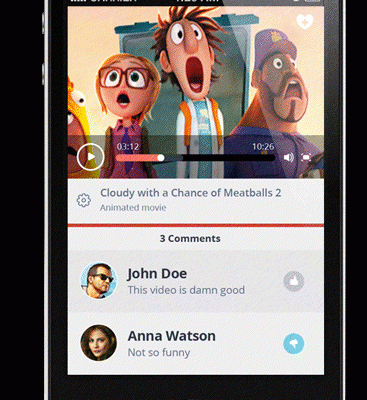 03:12
10:26
Cloudy with a Chance of Meatballs 2
Animated movie
3 Comments
John Doe
This video is damn good
Anna Watson
Not so funny